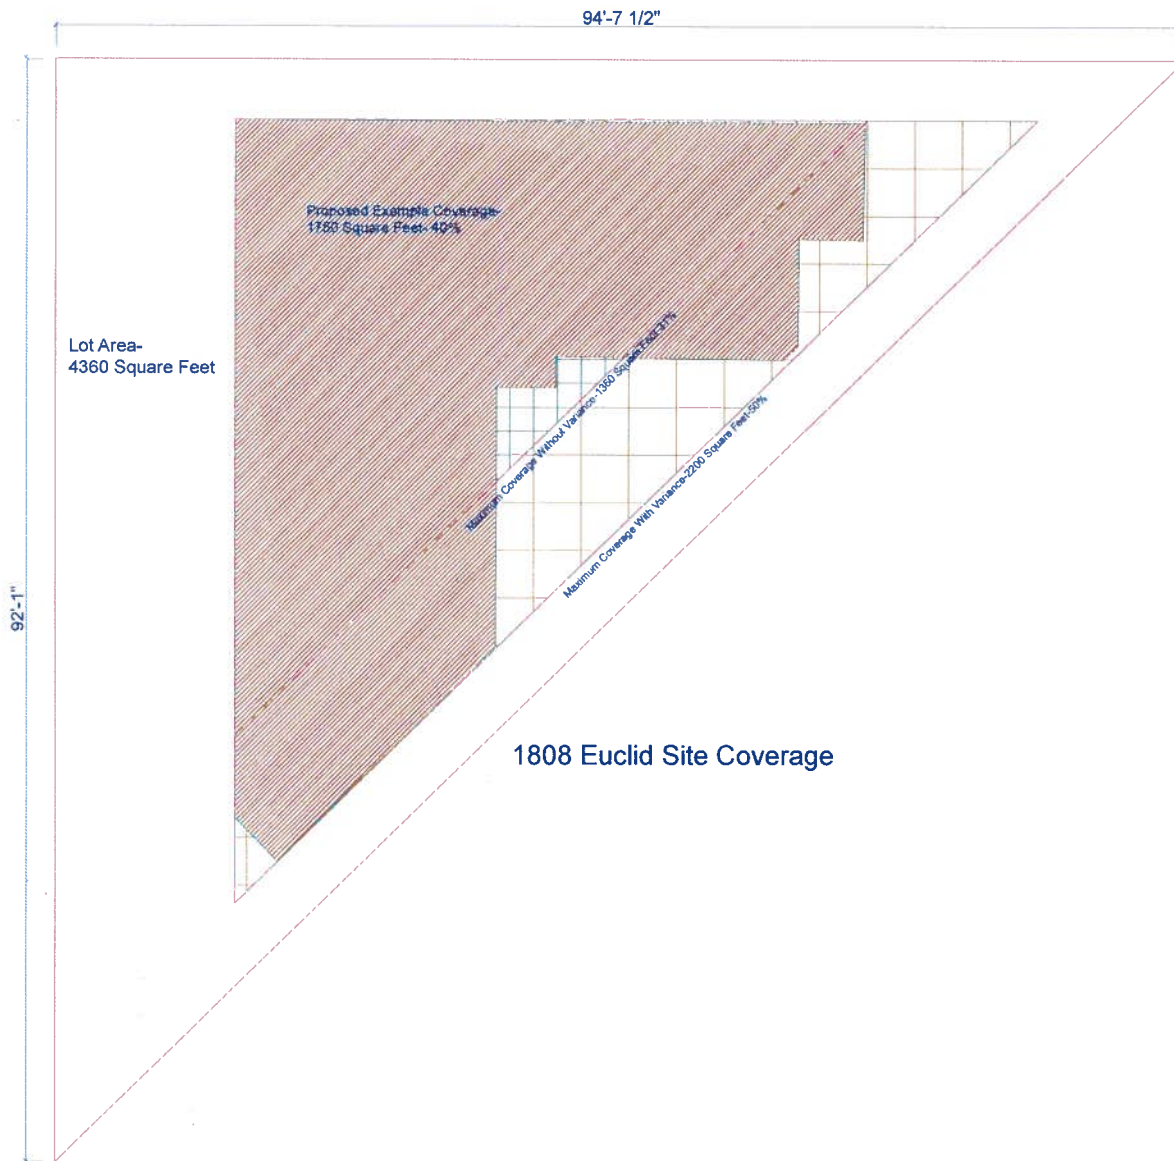 94'-7 1/2"
Proposed Example Coverage-
1750 Square Feet- 40%
Lot Area-
4360 Square Feet
Maximum Coverage Without Variance-1360 Square Feet-31%
Maximum Coverage With Variance-2200 Square Feet-50%
92'-1"
1808 Euclid Site Coverage